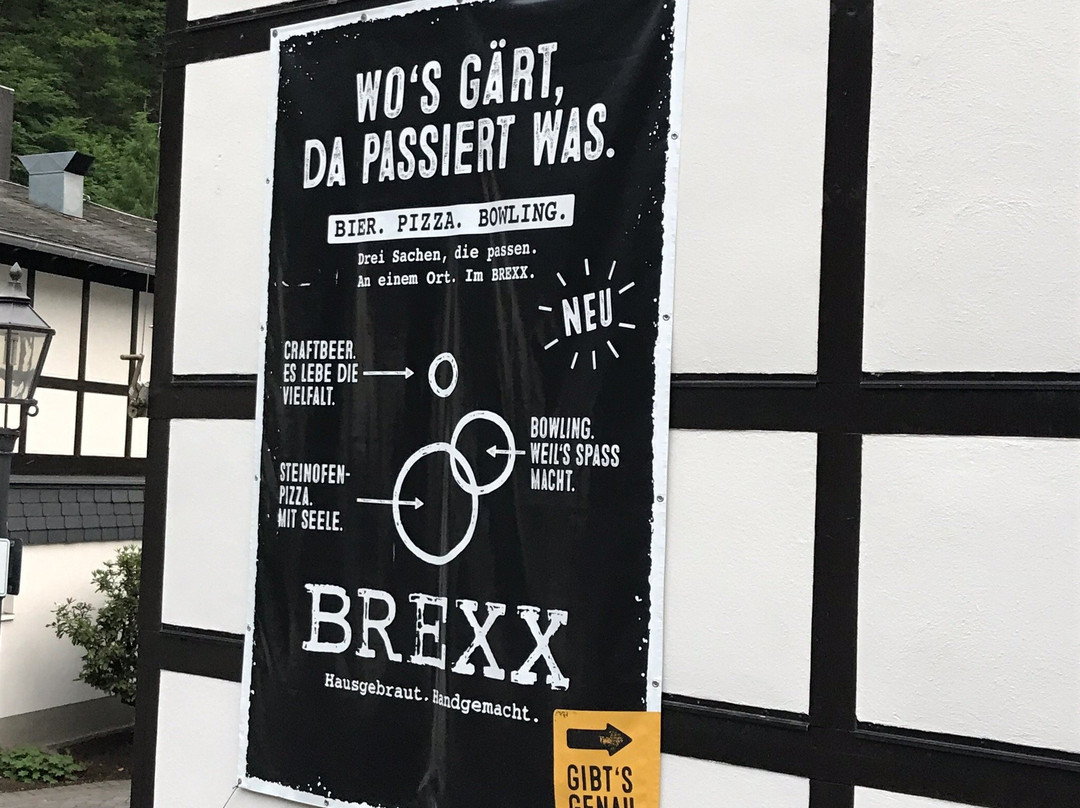 WO'S GÄRT,
DA PASSIERT WAS.
BIER. PIZZA. BOWLING.
Drei Sachen, die passen.
An einem Ort. Im BREXX.
NEU
CRAFTBEER.
ES LEBE DIE
VIELFALT.
BOWLING.
WEIL'S SPASS
MACHT.
STEINOFEN-
PIZZA.
MIT SEELE.
BREXX
Hausgebraut. Handgemacht.
GIBT'S
GENAU